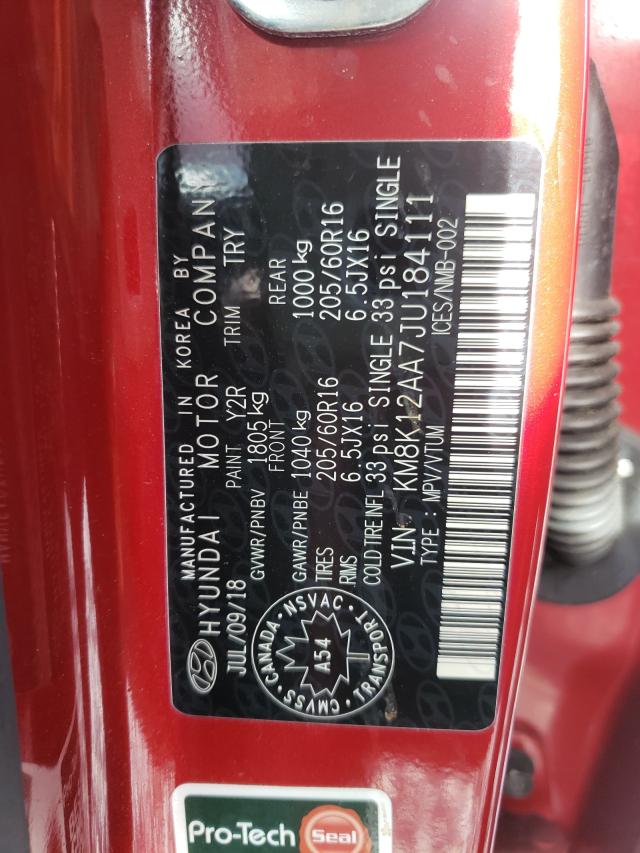 MANUFACTURED IN KOREA BY
HYUNDAI MOTOR COMPANY
JUL/09/18 PAINT Y2R TRIM TRY
GVWR/PNBV 1805 kg
FRONT REAR
GAWR/PNBE 1040 kg 1000 kg
TIRES 205/60R16 205/60R16
RIMS 6.5JX16 6.5JX16
COLD TIRE INFL 33 psi SINGLE 33 psi SINGLE
VIN: KM8K12AA7JU184111
TYPE: MPV/VTUM ICES/NMB-002
CANADA · NSVAC · TRANSPORT · CMVSS
A54
Pro-Tech Seal